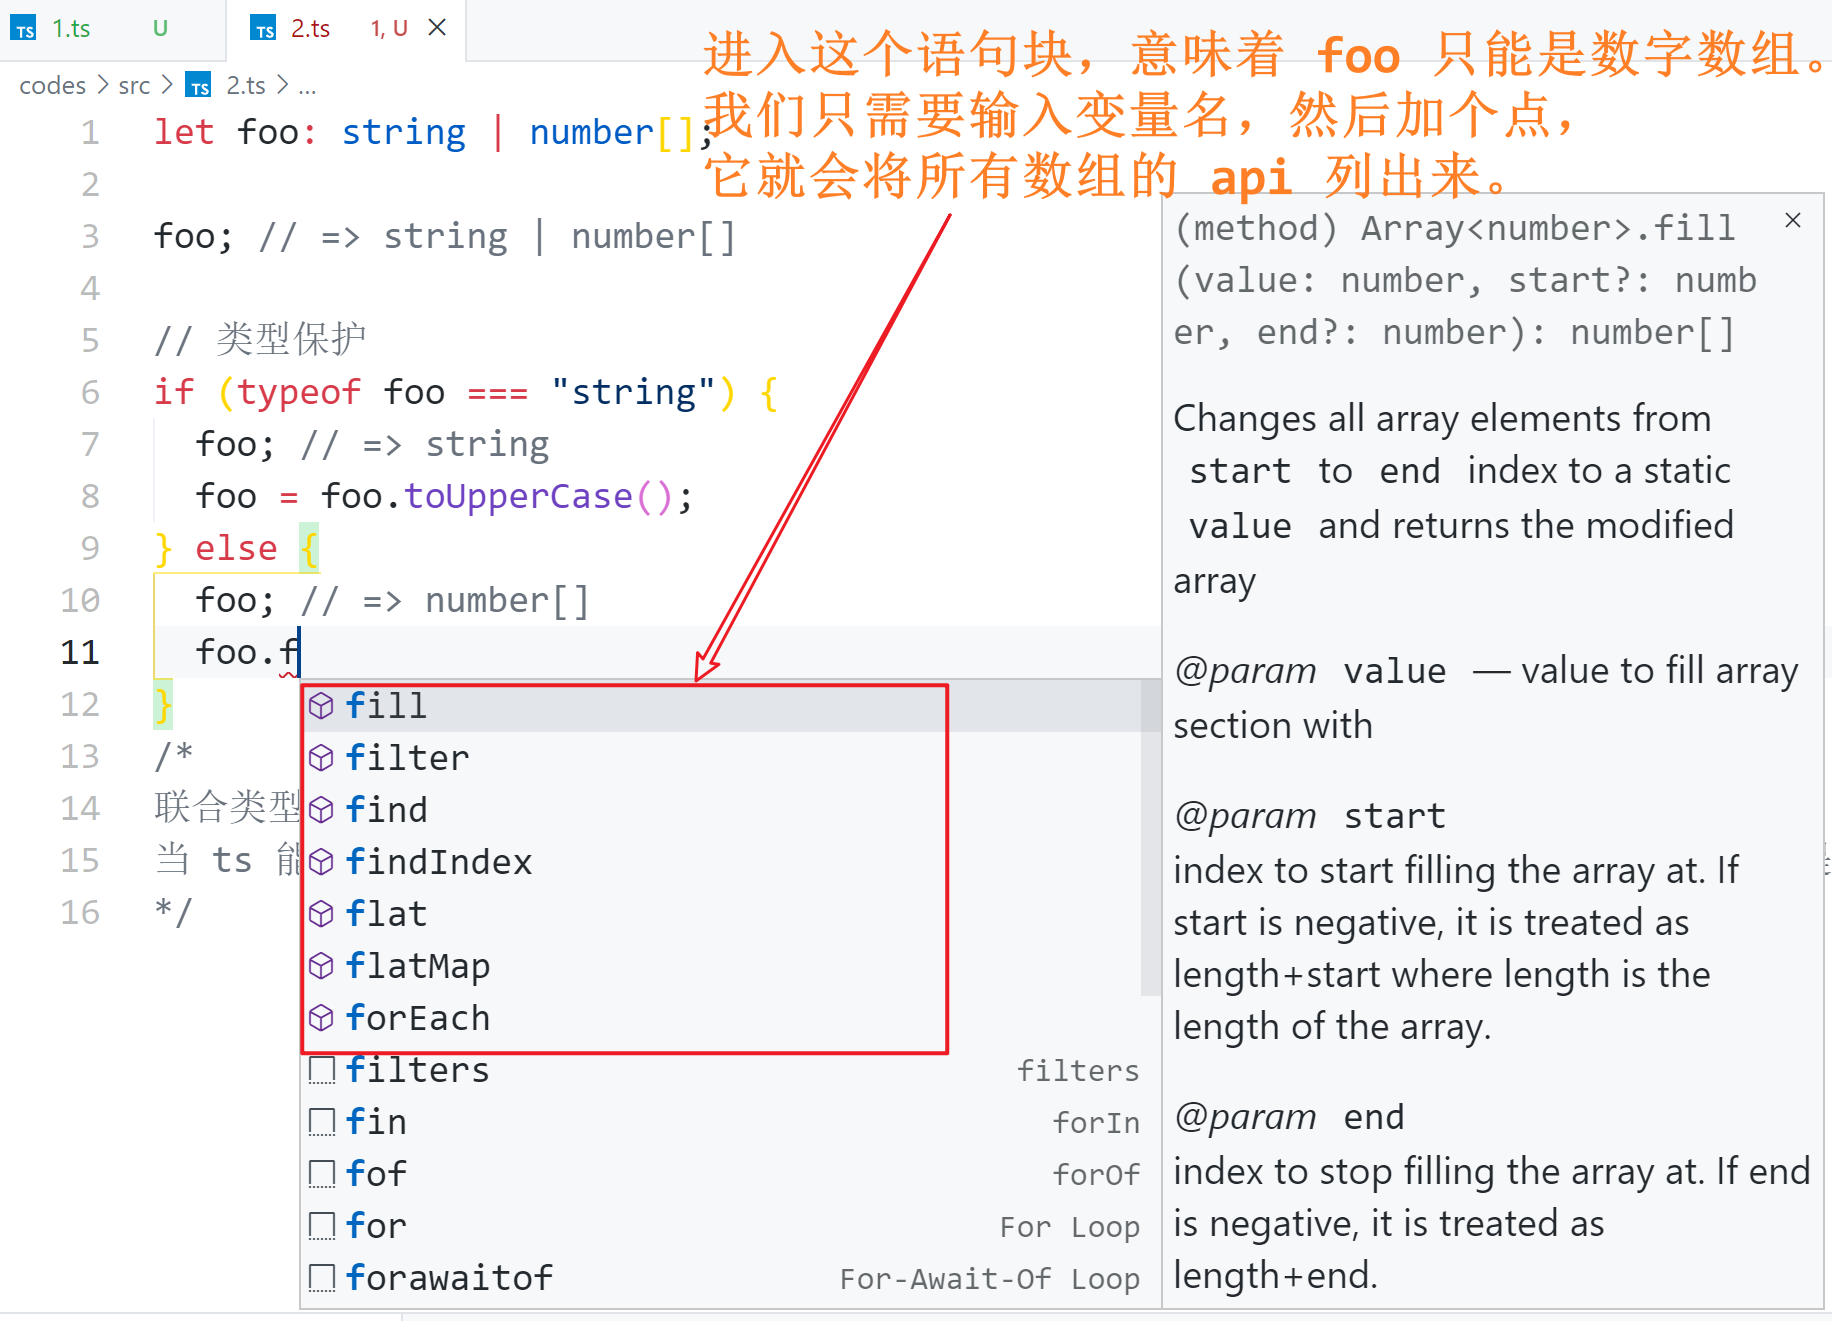 TS 1.ts U TS 2.ts 1, U
codes > src > TS 2.ts > ...
进入这个语句块，意味着 foo 只能是数字数组。
我们只需要输入变量名，然后加个点，
它就会将所有数组的 api 列出来。
1 let foo: string | number[];
2
3 foo; // => string | number[]
4
5 // 类型保护
6 if (typeof foo === "string") {
7 foo; // => string
8 foo = foo.toUpperCase();
9 } else {
10 foo; // => number[]
11 foo.f
12 }
13 /*
14 联合类型
15 当 ts 能
16 */
fill
filter
find
findIndex
flat
flatMap
forEach
filters filters
fin forIn
fof forOf
for For Loop
forawaitof For-Await-Of Loop
(method) Array<number>.fill
(value: number, start?: numb
er, end?: number): number[]
Changes all array elements from
start to end index to a static
value and returns the modified
array
@param value — value to fill array
section with
@param start
index to start filling the array at. If
start is negative, it is treated as
length+start where length is the
length of the array.
@param end
index to stop filling the array at. If end
is negative, it is treated as
length+end.